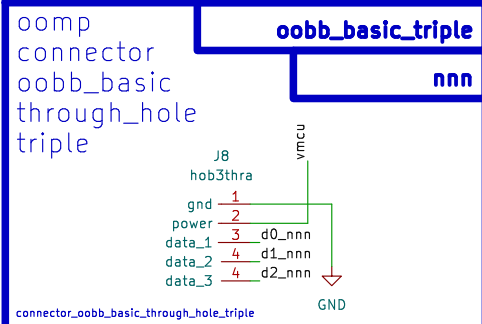 oomp
connector
oobb_basic
through_hole
triple
oobb_basic_triple
nnn
vmcu
J8
hob3thra
gnd 1
power 2
data_1 3 d0_nnn
data_2 4 d1_nnn
data_3 4 d2_nnn
GND
connector_oobb_basic_through_hole_triple